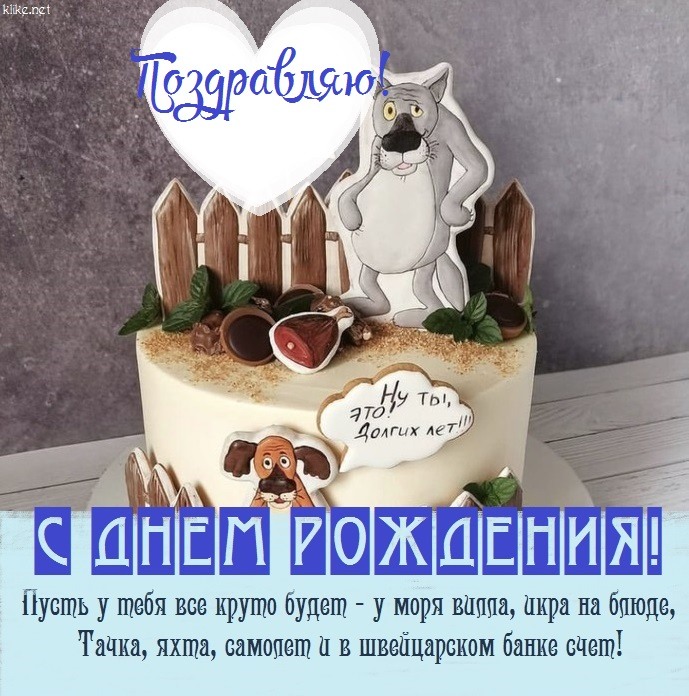 klike.net
Поздравляю!
Ну ты,
это!
Долгих лет!!!
С ДНЕМ РОЖДЕНИЯ!
Пусть у тебя все круто будет - у моря вилла, икра на блюде,
Тачка, яхта, самолет и в швейцарском банке счет!